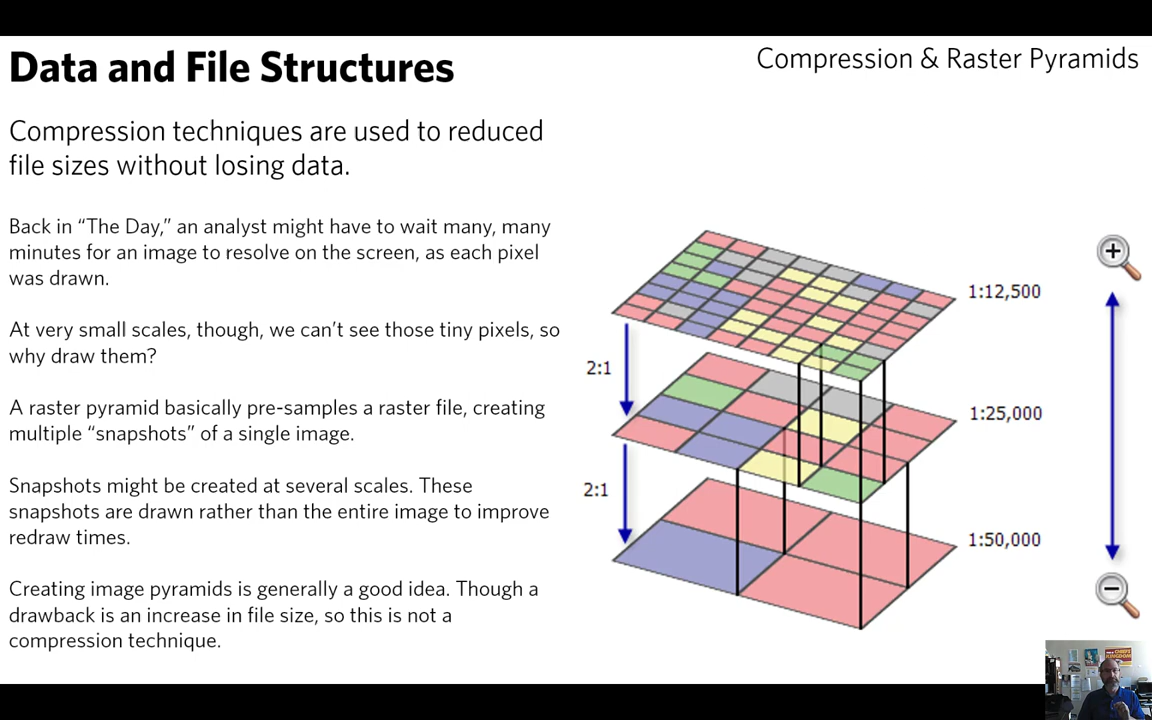 Data and File Structures
Compression & Raster Pyramids
Compression techniques are used to reduced
file sizes without losing data.
Back in “The Day,” an analyst might have to wait many, many
minutes for an image to resolve on the screen, as each pixel
was drawn.
At very small scales, though, we can’t see those tiny pixels, so
why draw them?
A raster pyramid basically pre-samples a raster file, creating
multiple “snapshots” of a single image.
Snapshots might be created at several scales. These
snapshots are drawn rather than the entire image to improve
redraw times.
Creating image pyramids is generally a good idea. Though a
drawback is an increase in file size, so this is not a
compression technique.
1:12,500
2:1
1:25,000
2:1
1:50,000